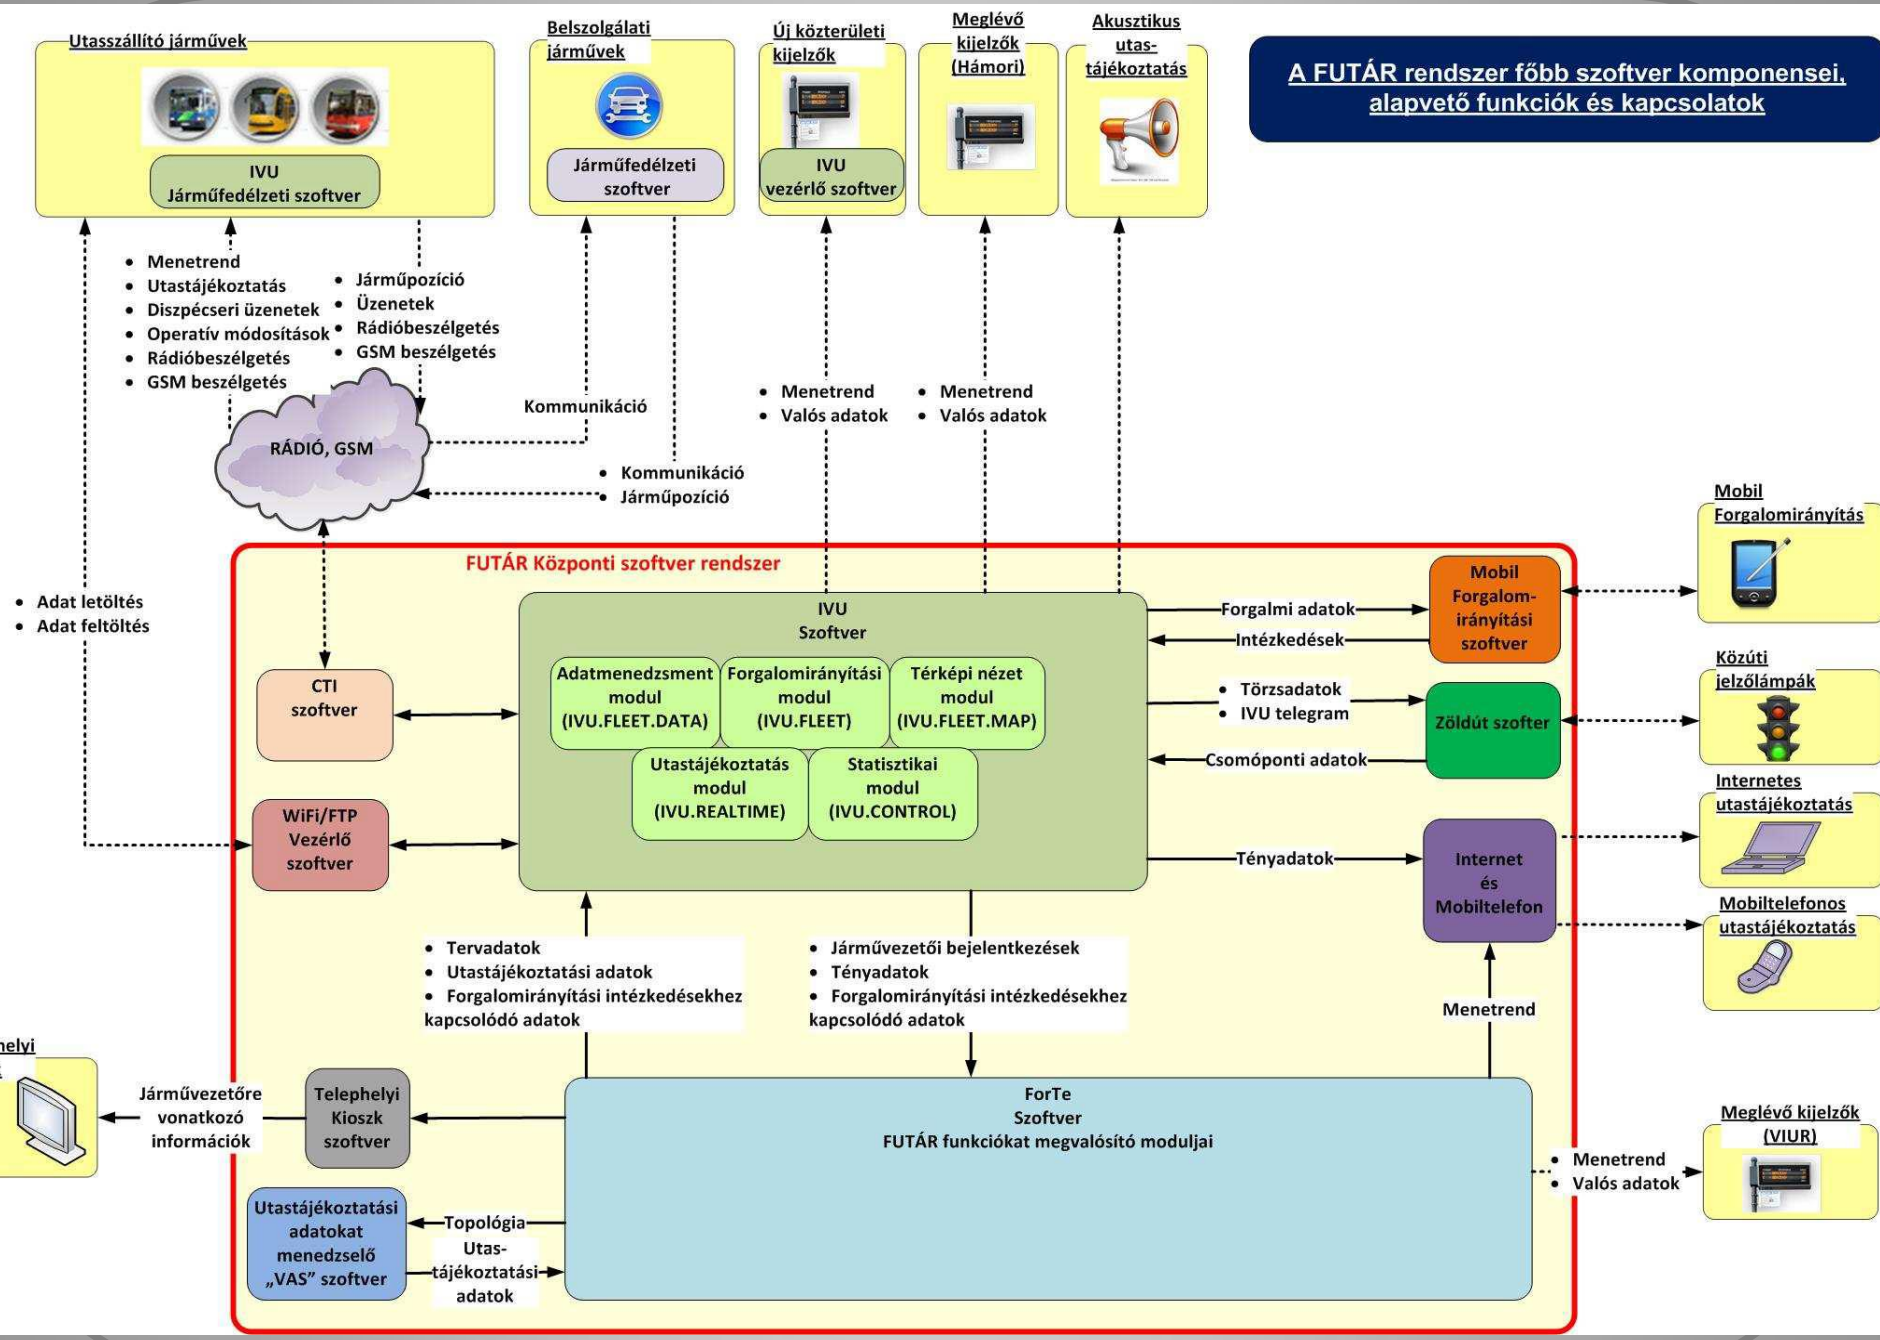 A FUTÁR rendszer főbb szoftver komponensei,
alapvető funkciók és kapcsolatok
Utasszállító járművek
IVU
Járműfedélzeti szoftver
Belszolgálati
járművek
Járműfedélzeti
szoftver
Új közterületi
kijelzők
IVU
vezérlő szoftver
Meglévő
kijelzők
(Hámori)
Akusztikus
utas-
tájékoztatás
• Menetrend
• Utastájékoztatás
• Diszpécseri üzenetek
• Operatív módosítások
• Rádióbeszélgetés
• GSM beszélgetés
• Járműpozíció
• Üzenetek
• Rádióbeszélgetés
• GSM beszélgetés
Kommunikáció
• Menetrend
• Valós adatok
• Menetrend
• Valós adatok
RÁDIÓ, GSM
• Kommunikáció
• Járműpozíció
• Adat letöltés
• Adat feltöltés
FUTÁR Központi szoftver rendszer
IVU
Szoftver
Adatmenedzsment
modul
(IVU.FLEET.DATA)
Forgalomirányítási
modul
(IVU.FLEET)
Térképi nézet
modul
(IVU.FLEET.MAP)
Utastájékoztatás
modul
(IVU.REALTIME)
Statisztikai
modul
(IVU.CONTROL)
CTI
szoftver
WiFi/FTP
Vezérlő
szoftver
Forgalmi adatok
Intézkedések
Mobil
Forgalom-
irányítási
szoftver
Mobil
Forgalomirányítás
• Törzsadatok
• IVU telegram
Csomóponti adatok
Zöldút szofter
Közúti
jelzőlámpák
Tényadatok
Internet
és
Mobiltelefon
Internetes
utastájékoztatás
Mobiltelefonos
utastájékoztatás
• Tervadatok
• Utastájékoztatási adatok
• Forgalomirányítási intézkedésekhez
kapcsolódó adatok
• Járművezetői bejelentkezések
• Tényadatok
• Forgalomirányítási intézkedésekhez
kapcsolódó adatok
Menetrend
helyi
Járművezetőre
vonatkozó
információk
Telephelyi
Kioszk
szoftver
ForTe
Szoftver
FUTÁR funkciókat megvalósító moduljai
Utastájékoztatási
adatokat
menedzselő
„VAS” szoftver
Topológia
Utas-
tájékoztatási
adatok
• Menetrend
• Valós adatok
Meglévő kijelzők
(VIUR)